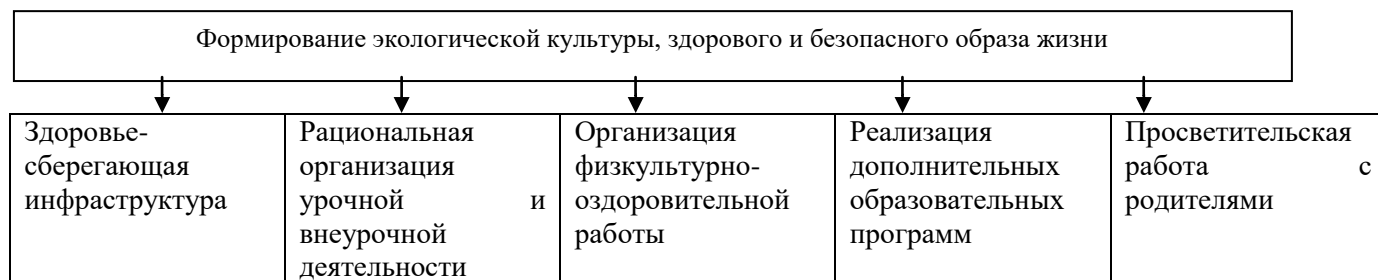 Формирование экологической культуры, здорового и безопасного образа жизни
Здоровье-
сберегающая
инфраструктура
Рациональная
организация
урочной и
внеурочной
деятельности
Организация
физкультурно-
оздоровительной
работы
Реализация
дополнительных
образовательных
программ
Просветительская
работа с
родителями